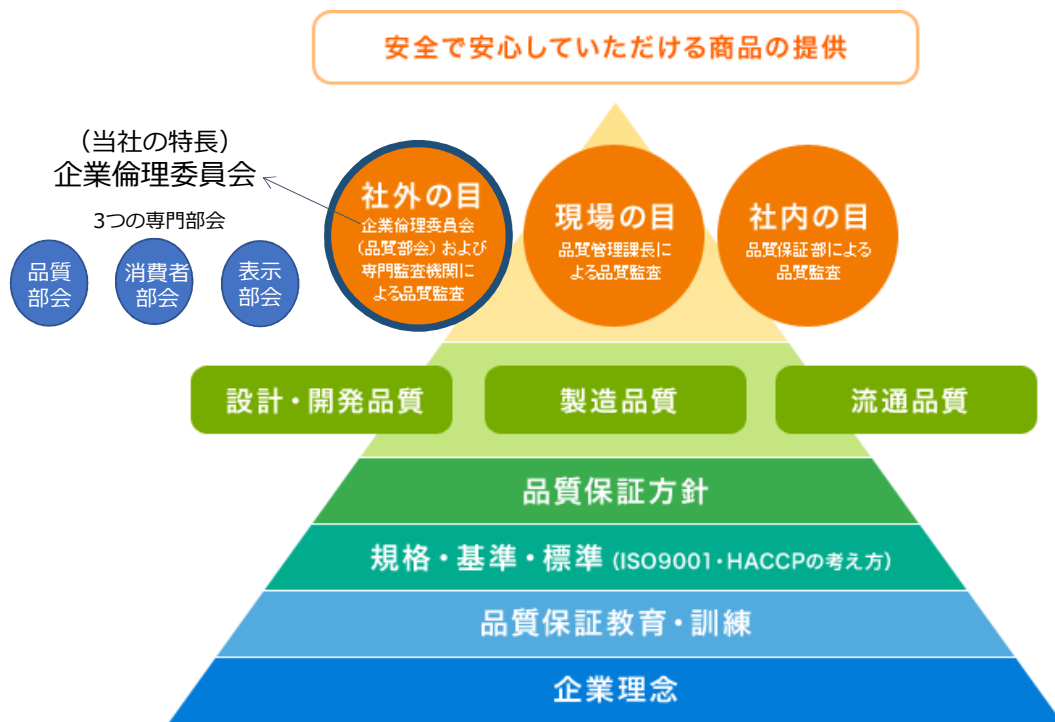 安全で安心していただける商品の提供
（当社の特長）
企業倫理委員会
3つの専門部会
品質
部会
消費者
部会
表示
部会
社外の目
企業倫理委員会
（品質部会）および
専門監査機関に
よる品質監査
現場の目
品質管理課長に
よる品質監査
社内の目
品質保証部による
品質監査
設計・開発品質
製造品質
流通品質
品質保証方針
規格・基準・標準（ISO9001・HACCPの考え方）
品質保証教育・訓練
企業理念